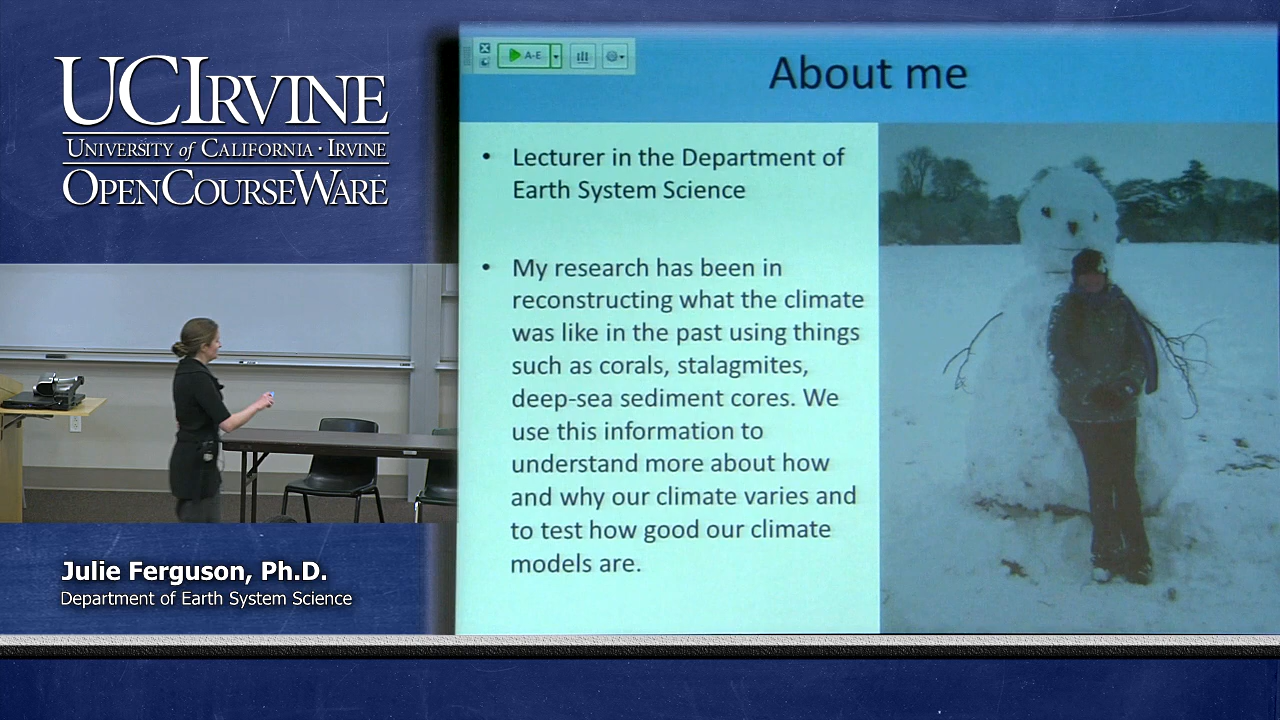 UCIRVINE
UNIVERSITY of CALIFORNIA · IRVINE
OPENCOURSEWARE
Julie Ferguson, Ph.D.
Department of Earth System Science
A-E
About me
• Lecturer in the Department of
Earth System Science
• My research has been in
reconstructing what the climate
was like in the past using things
such as corals, stalagmites,
deep-sea sediment cores. We
use this information to
understand more about how
and why our climate varies and
to test how good our climate
models are.